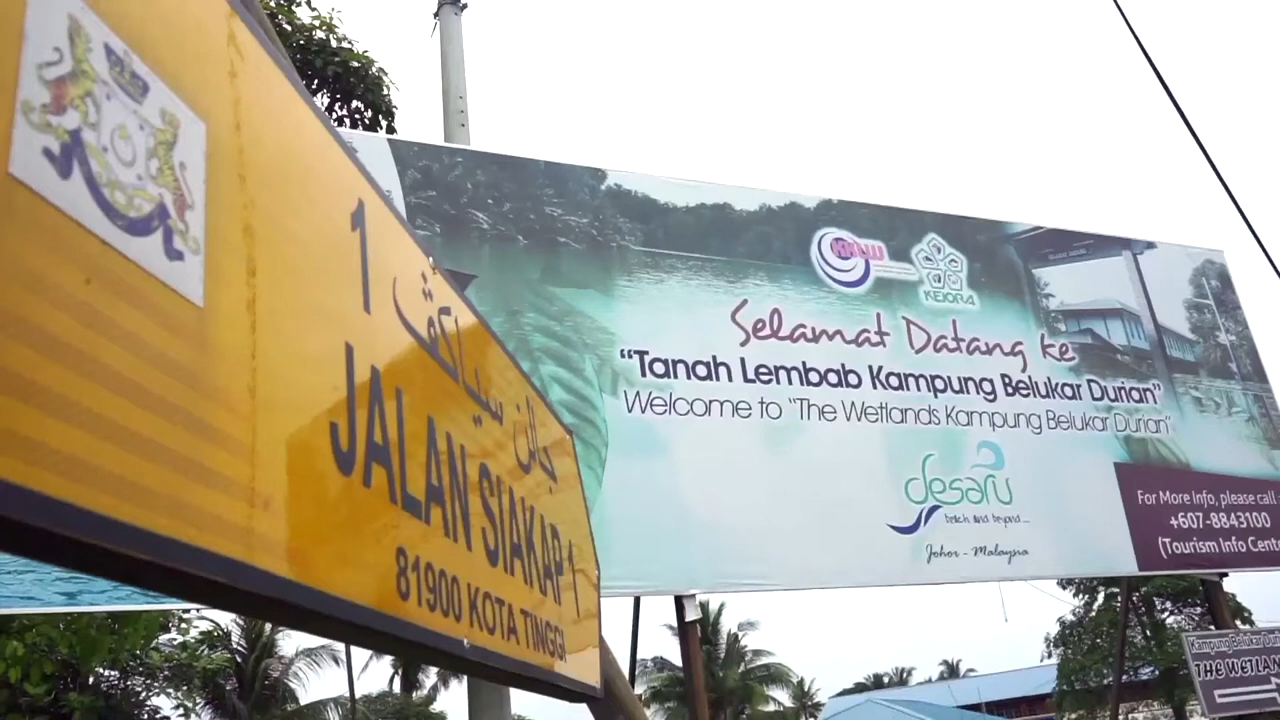 جالن سياكڤ 1
JALAN SIAKAP 1
81900 KOTA TINGGI
KEJORA
Selamat Datang ke
“Tanah Lembab Kampung Belukar Durian”
Welcome to “The Wetlands Kampung Belukar Durian”
desaru
beach and beyond...
Johor - Malaysia
For More Info, please call
+607-8843100
(Tourism Info Cent
Kampung Belukar Du
THE WETLAN